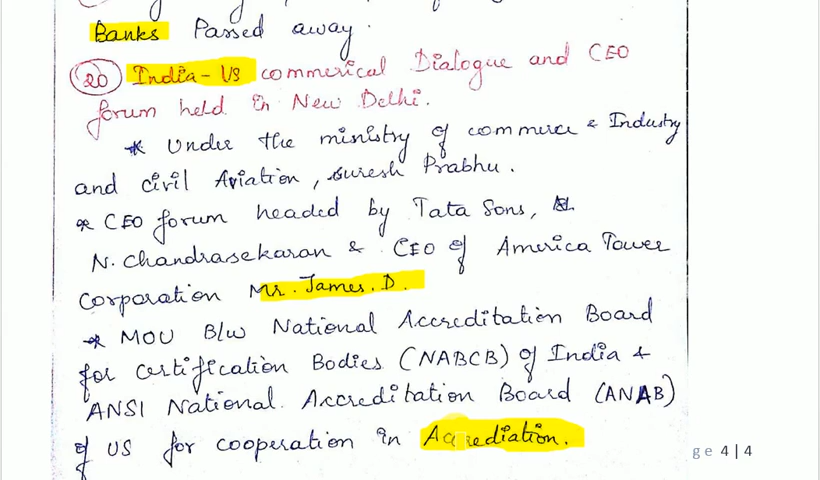 Banks Passed away.
20 India-US commerical Dialogue and CEO
forum held in New Delhi.
* Under the ministry of commerce & Industry
and civil Aviation, Suresh Prabhu.
* CEO forum headed by Tata Sons,
N. Chandrasekaran & CEO of America Tower
Corporation Mr. James. D.
* MOU B/w National Accreditation Board
for certification Bodies (NABCB) of India &
ANSI National Accreditation Board (ANAB)
of US for cooperation in Accrediation.
ge 4|4